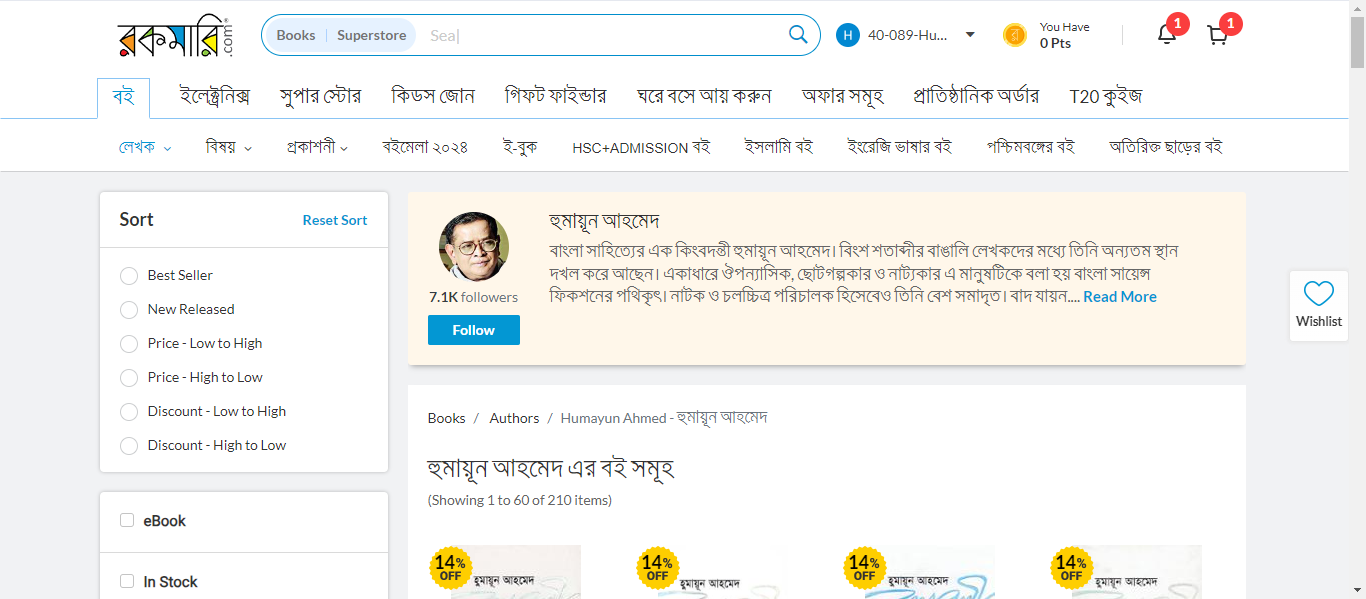 রকমারি.com
Books | Superstore Sea
H 40-089-Hu...
You Have
0 Pts
1
1
বই ইলেক্ট্রনিক্স সুপার স্টোর কিডস জোন গিফট ফাইন্ডার ঘরে বসে আয় করুন অফার সমূহ প্রাতিষ্ঠানিক অর্ডার T20 কুইজ
লেখক বিষয় প্রকাশনী বইমেলা ২০২৪ ই-বুক HSC+ADMISSION বই ইসলামি বই ইংরেজি ভাষার বই পশ্চিমবঙ্গের বই অতিরিক্ত ছাড়ের বই
Sort Reset Sort
Best Seller
New Released
Price - Low to High
Price - High to Low
Discount - Low to High
Discount - High to Low
eBook
In Stock
হুমায়ূন আহমেদ
বাংলা সাহিত্যের এক কিংবদন্তী হুমায়ূন আহমেদ। বিংশ শতাব্দীর বাঙালি লেখকদের মধ্যে তিনি অন্যতম স্থান
দখল করে আছেন। একাধারে ঔপন্যাসিক, ছোটগল্পকার ও নাট্যকার এ মানুষটিকে বলা হয় বাংলা সায়েন্স
ফিকশনের পথিকৃৎ। নাটক ও চলচ্চিত্র পরিচালক হিসেবেও তিনি বেশ সমাদৃত। বাদ যায়ন.... Read More
7.1K followers
Follow
Wishlist
Books / Authors / Humayun Ahmed - হুমায়ূন আহমেদ
হুমায়ূন আহমেদ এর বই সমূহ
(Showing 1 to 60 of 210 items)
14% OFF হুমায়ূন আহমেদ
14% OFF হুমায়ূন আহমেদ
14% OFF হুমায়ূন আহমেদ
14% OFF হুমায়ূন আহমেদ